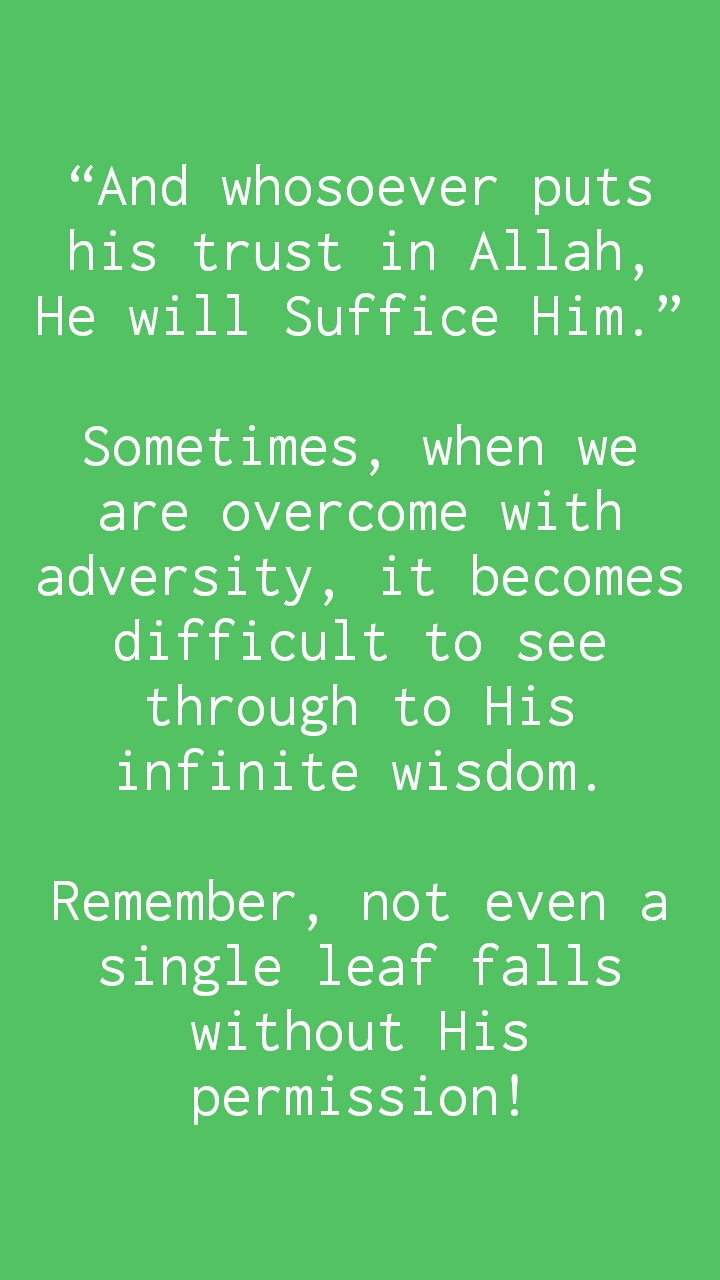 “And whosoever puts
his trust in Allah,
He will Suffice Him.”
Sometimes, when we
are overcome with
adversity, it becomes
difficult to see
through to His
infinite wisdom.
Remember, not even a
single leaf falls
without His
permission!